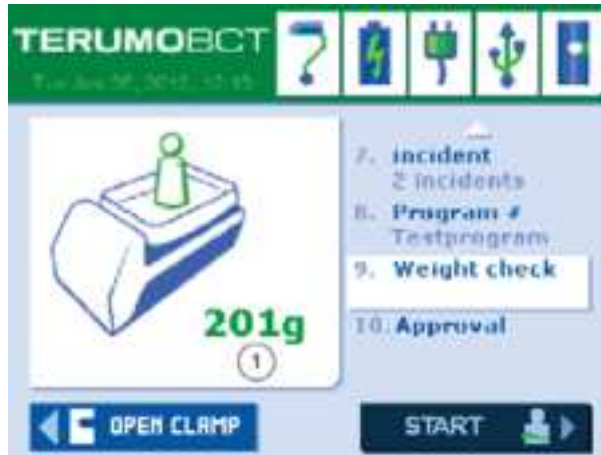 TERUMOBCT
7. incident
2 incidents
8. Program #
Testprogram
9. Weight check
201g
1
10. Approval
OPEN CLAMP
START